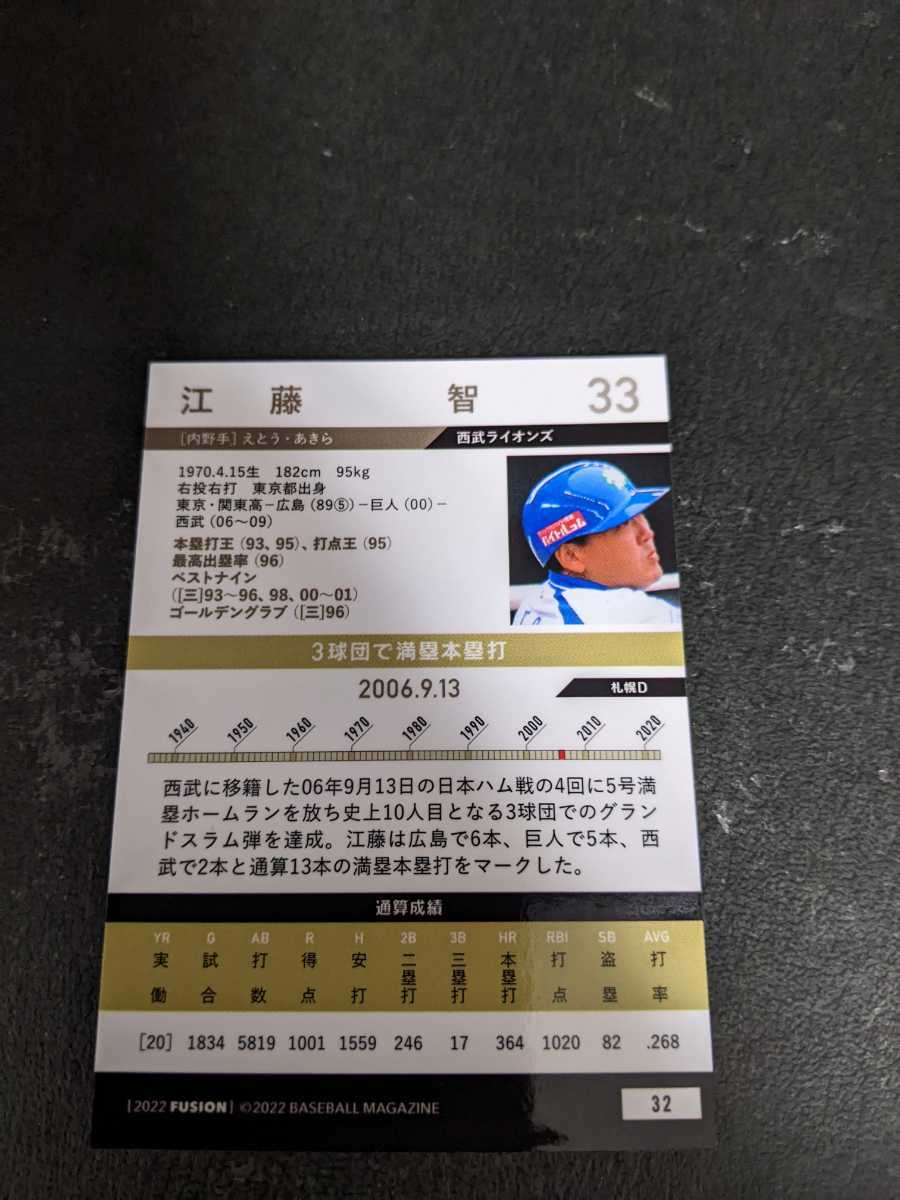 江藤 智 33
［内野手］えとう・あきら 西武ライオンズ
1970.4.15生 182cm 95kg
右投右打 東京都出身
東京・関東高－広島（89⑤）－巨人（00）－
西武（06～09）
本塁打王（93、95）、打点王（95）
最高出塁率（96）
ベストナイン
（[三]93～96、98、00～01）
ゴールデングラブ（[三]96）
バイトルドットコム
3球団で満塁本塁打
2006.9.13 札幌D
1940 1950 1960 1970 1980 1990 2000 2010 2020
西武に移籍した06年9月13日の日本ハム戦の4回に5号満
塁ホームランを放ち史上10人目となる3球団でのグラン
ドスラム弾を達成。江藤は広島で6本、巨人で5本、西
武で2本と通算13本の満塁本塁打をマークした。
通算成績
YR G AB R H 2B 3B HR RBI SB AVG
実働 試合 打数 得点 安打 二塁打 三塁打 本塁打 打点 盗塁 打率
[20] 1834 5819 1001 1559 246 17 364 1020 82 .268
[2022 FUSION] ©2022 BASEBALL MAGAZINE 32